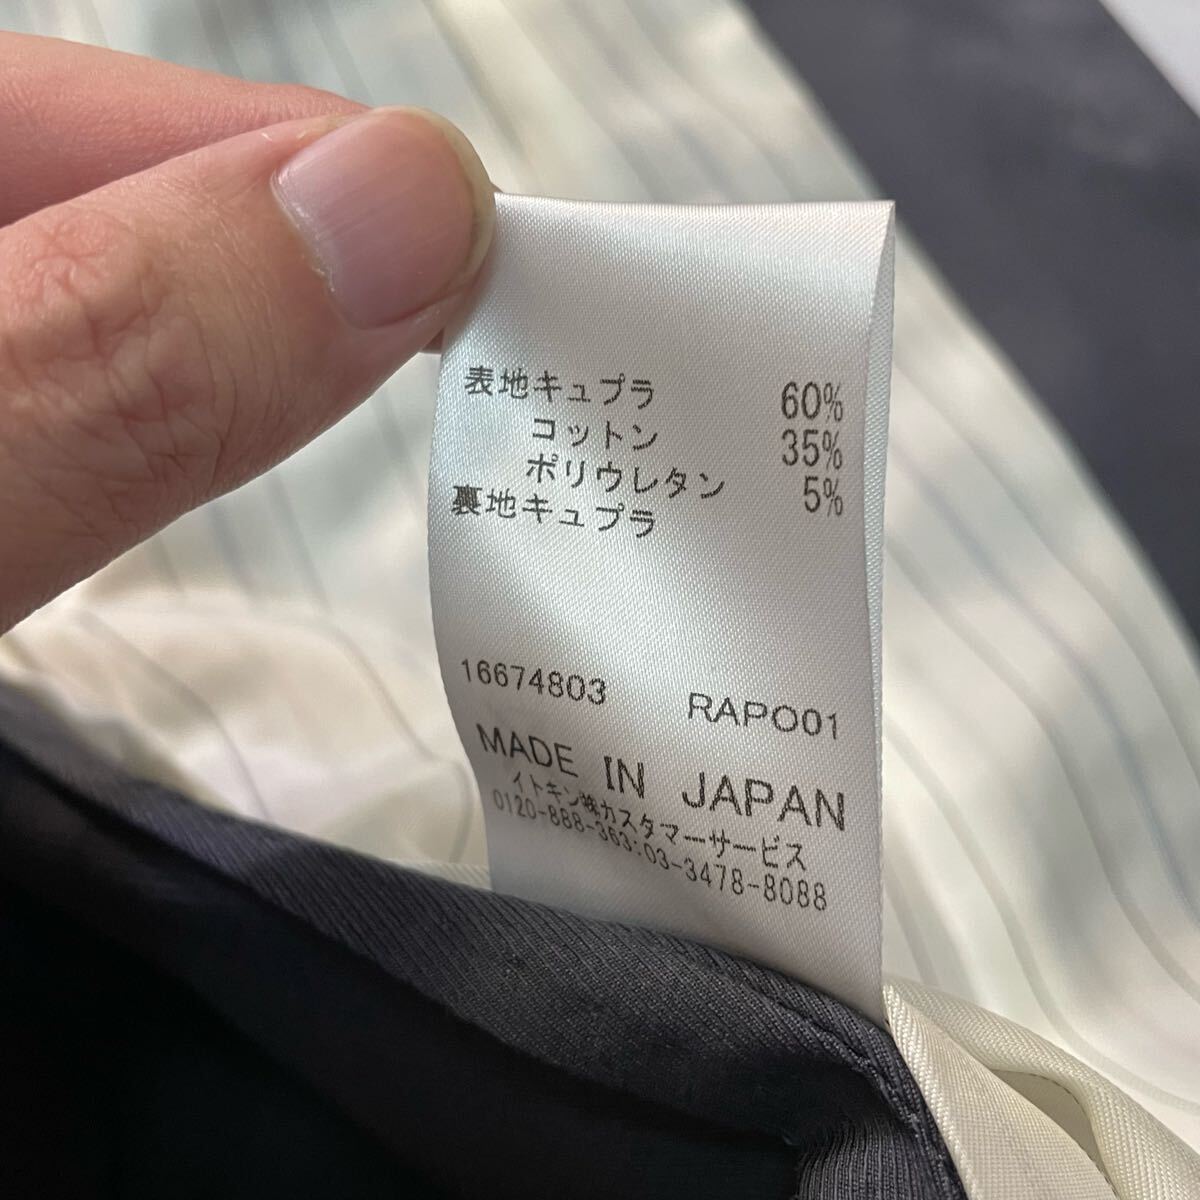 表地キュプラ 60%
コットン 35%
ポリウレタン 5%
裏地キュプラ
16674803 RAPO01
MADE IN JAPAN
イトキン㈱カスタマーサービス
0120-888-363:03-3478-8088